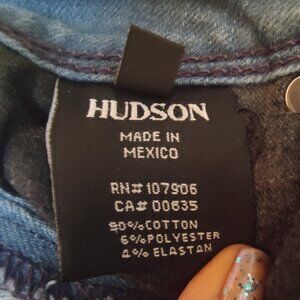 HUDSON
MADE IN
MEXICO
RN# 107906
CA# 00635
90% COTTON
6% POLYESTER
4% ELASTAN